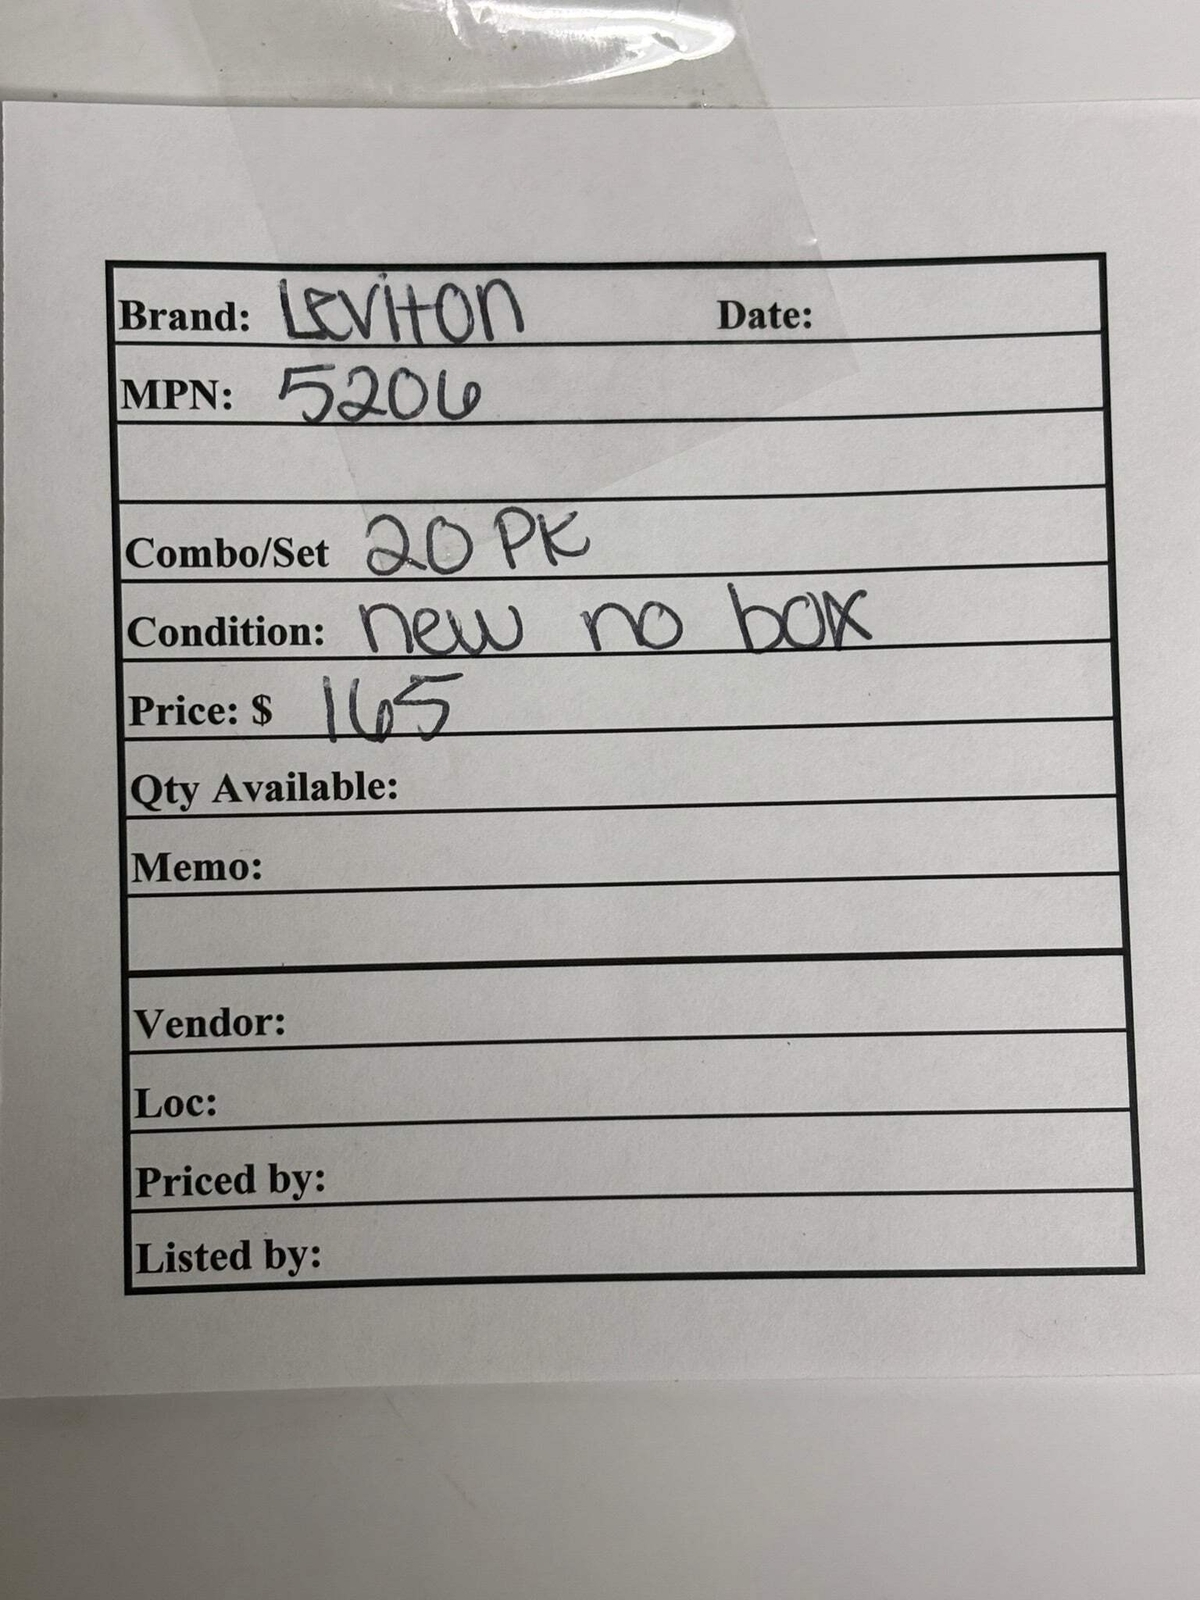 Brand: Leviton Date:
MPN: 5206
Combo/Set 20 PK
Condition: new no box
Price: $ 165
Qty Available:
Memo:
Vendor:
Loc:
Priced by:
Listed by: